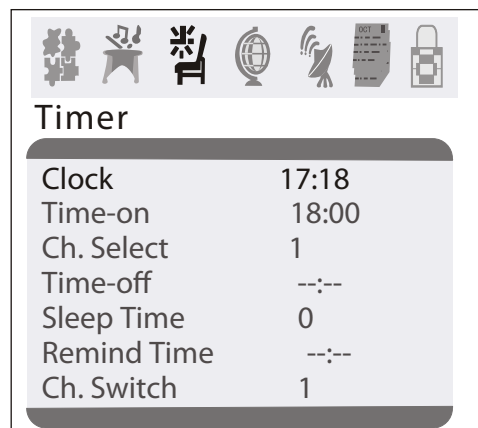 OCT
Timer
Clock 17:18
Time-on 18:00
Ch. Select 1
Time-off --:--
Sleep Time 0
Remind Time --:--
Ch. Switch 1